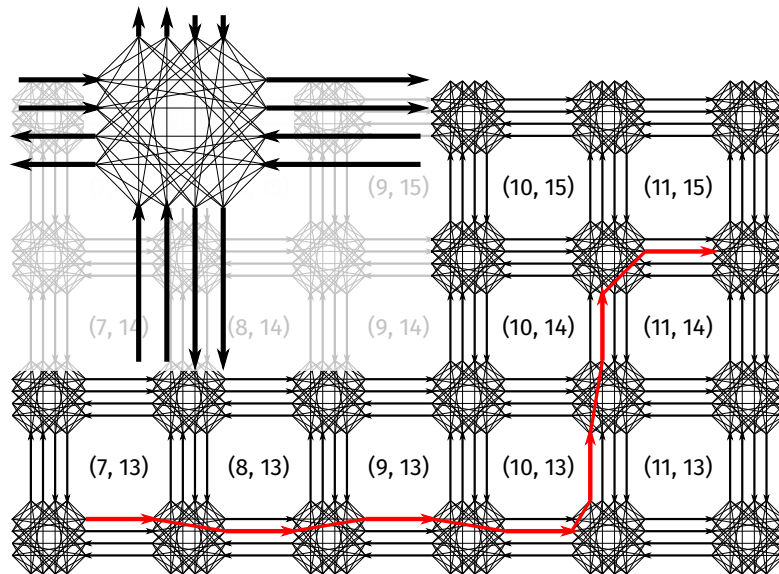 (9, 15) (10, 15) (11, 15)
(7, 14) (8, 14) (9, 14) (10, 14) (11, 14)
(7, 13) (8, 13) (9, 13) (10, 13) (11, 13)